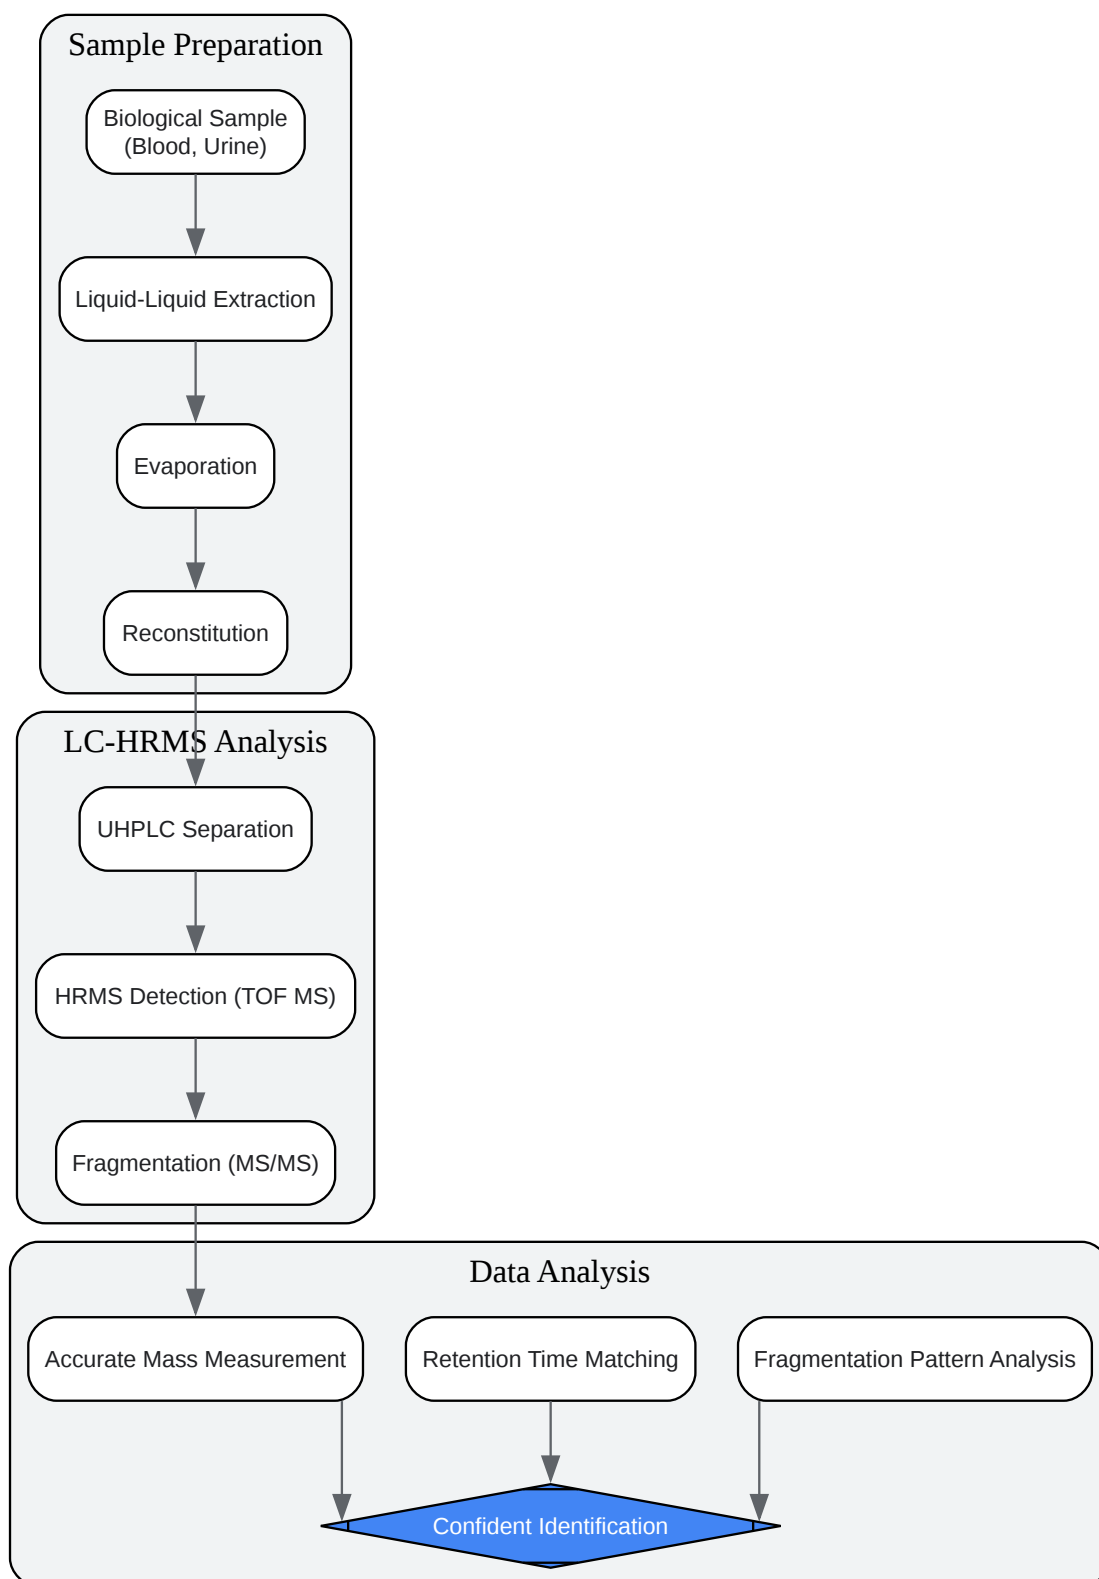 Sample Preparation
Biological Sample
(Blood, Urine)
Liquid-Liquid Extraction
Evaporation
Reconstitution
LC-HRMS Analysis
UHPLC Separation
HRMS Detection (TOF MS)
Fragmentation (MS/MS)
Data Analysis
Accurate Mass Measurement
Retention Time Matching
Fragmentation Pattern Analysis
Confident Identification